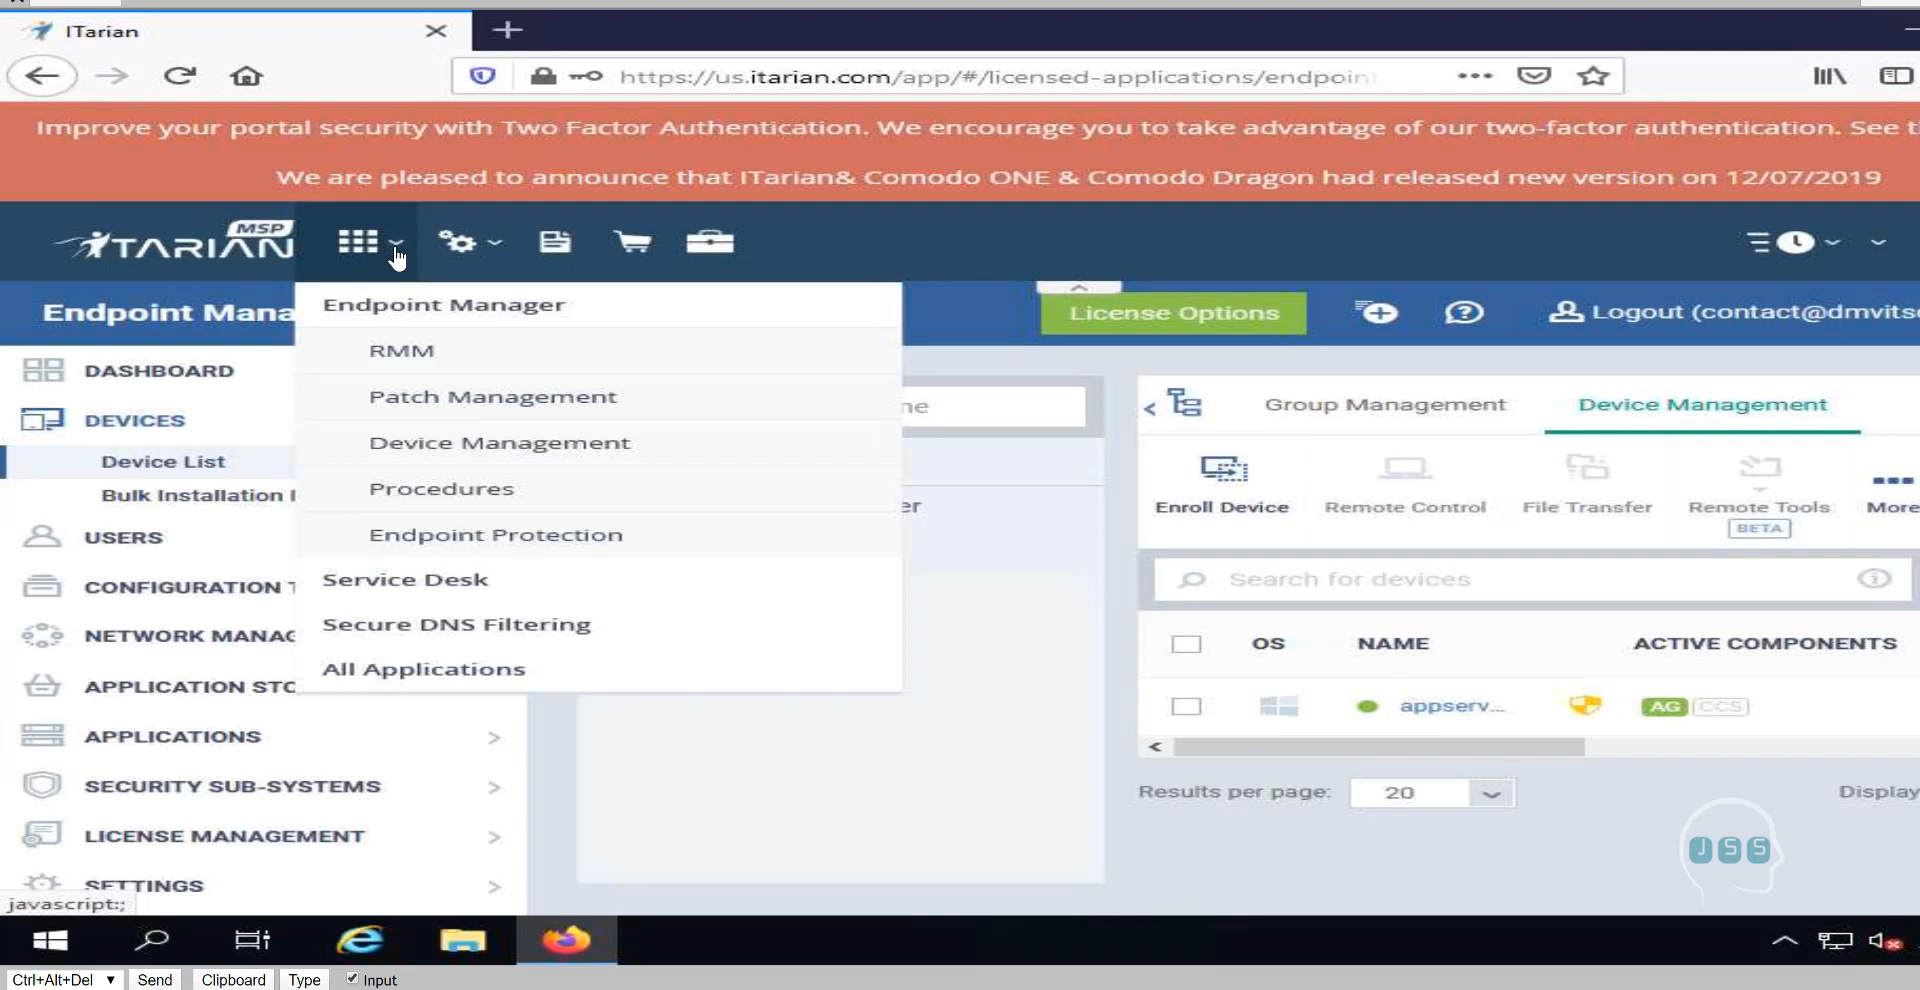 ITarian
https://us.itarian.com/app/#/licensed-applications/endpoin
Improve your portal security with Two Factor Authentication. We encourage you to take advantage of our two-factor authentication. See t
We are pleased to announce that ITarian& Comodo ONE & Comodo Dragon had released new version on 12/07/2019
ITARIAN MSP
Endpoint Mana
License Options
Logout (contact@dmvits
Endpoint Manager
RMM
Patch Management
Device Management
Procedures
Endpoint Protection
Service Desk
Secure DNS Filtering
All Applications
DASHBOARD
DEVICES
Device List
Bulk Installation
USERS
CONFIGURATION T
NETWORK MANAG
APPLICATION STO
APPLICATIONS
SECURITY SUB-SYSTEMS
LICENSE MANAGEMENT
SETTINGS
javascript:;
ne
er
Group Management
Device Management
Enroll Device
Remote Control
File Transfer
Remote Tools
More
BETA
Search for devices
OS NAME ACTIVE COMPONENTS
appserv... AG CCS
Results per page: 20
Display
JSS
Ctrl+Alt+Del Send Clipboard Type Input